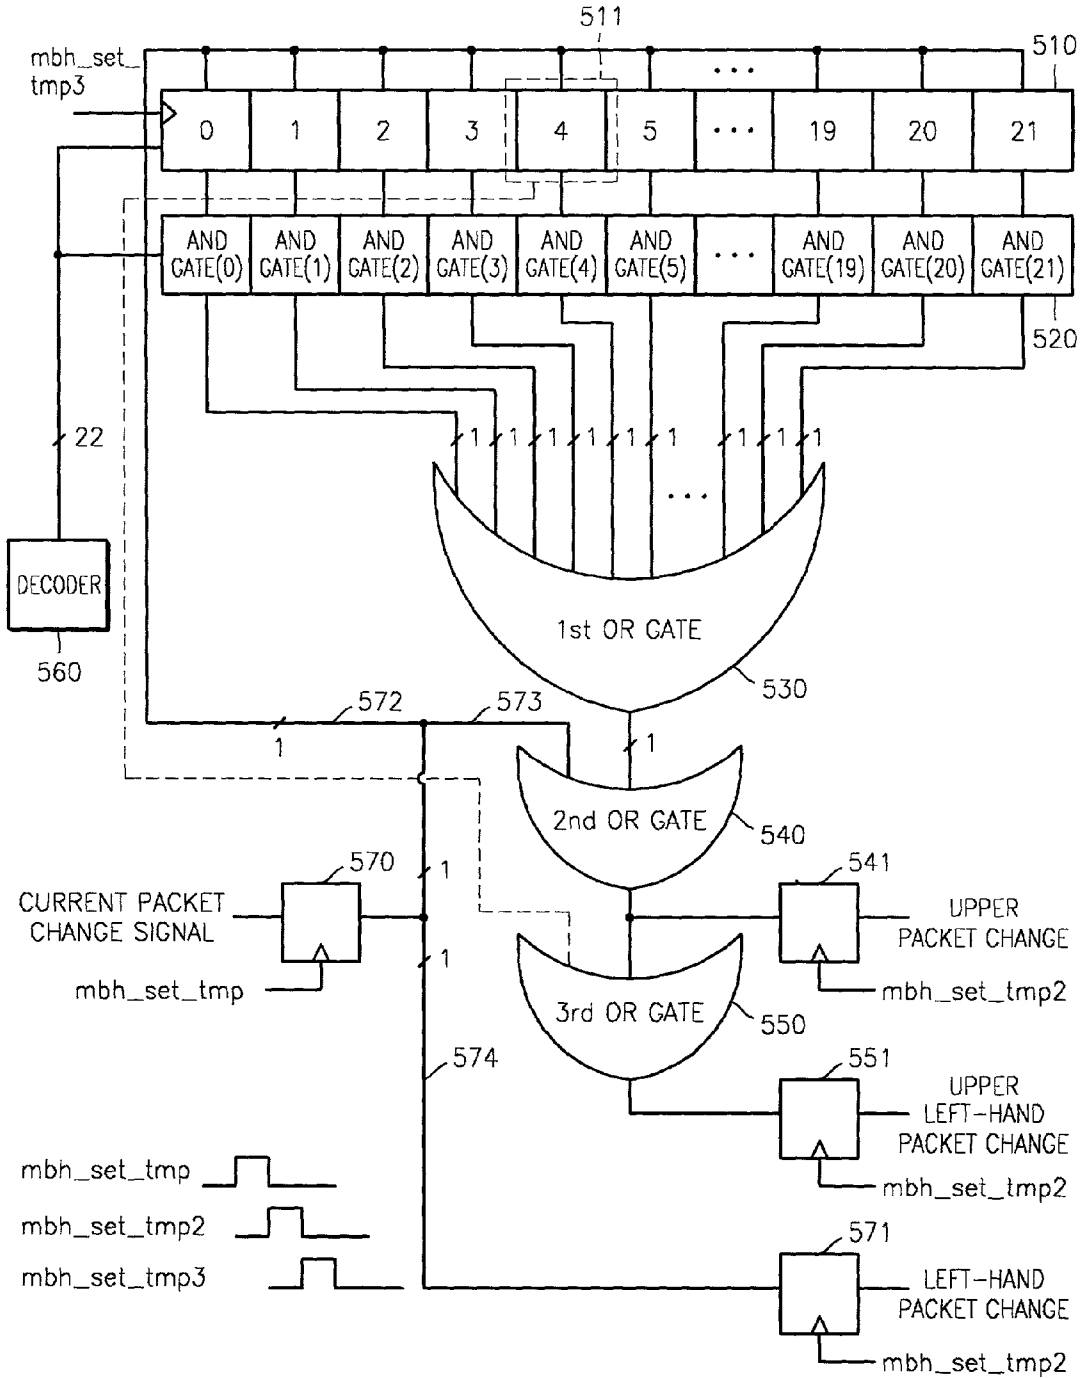 511
mbh_set_
tmp3
510
0 1 2 3 4 5 ... 19 20 21
AND GATE(0)
AND GATE(1)
AND GATE(2)
AND GATE(3)
AND GATE(4)
AND GATE(5)
...
AND GATE(19)
AND GATE(20)
AND GATE(21)
520
22
1 1 1 1 1 1 1 1 1
...
DECODER
560
1st OR GATE
530
572
573
1
1
2nd OR GATE
540
570
541
1
CURRENT PACKET
CHANGE SIGNAL
UPPER
PACKET CHANGE
1
mbh_set_tmp
mbh_set_tmp2
3rd OR GATE
550
574
551
UPPER
LEFT-HAND
PACKET CHANGE
mbh_set_tmp
mbh_set_tmp2
mbh_set_tmp2
571
mbh_set_tmp3
LEFT-HAND
PACKET CHANGE
mbh_set_tmp2